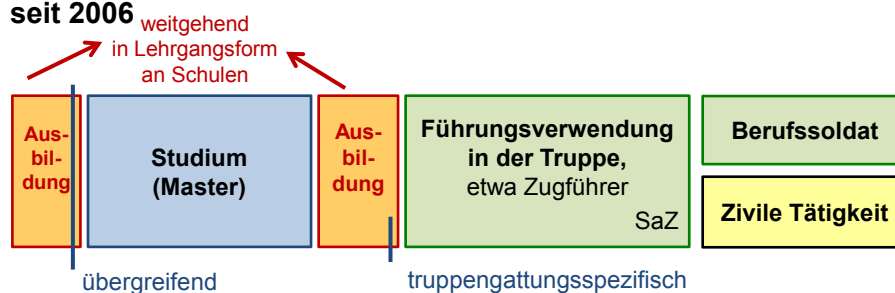 seit 2006
weitgehend
in Lehrgangsform
an Schulen
Aus-
bil-
dung
Studium
(Master)
Aus-
bil-
dung
Führungsverwendung
in der Truppe,
etwa Zugführer
SaZ
Berufssoldat
Zivile Tätigkeit
übergreifend
truppengattungsspezifisch